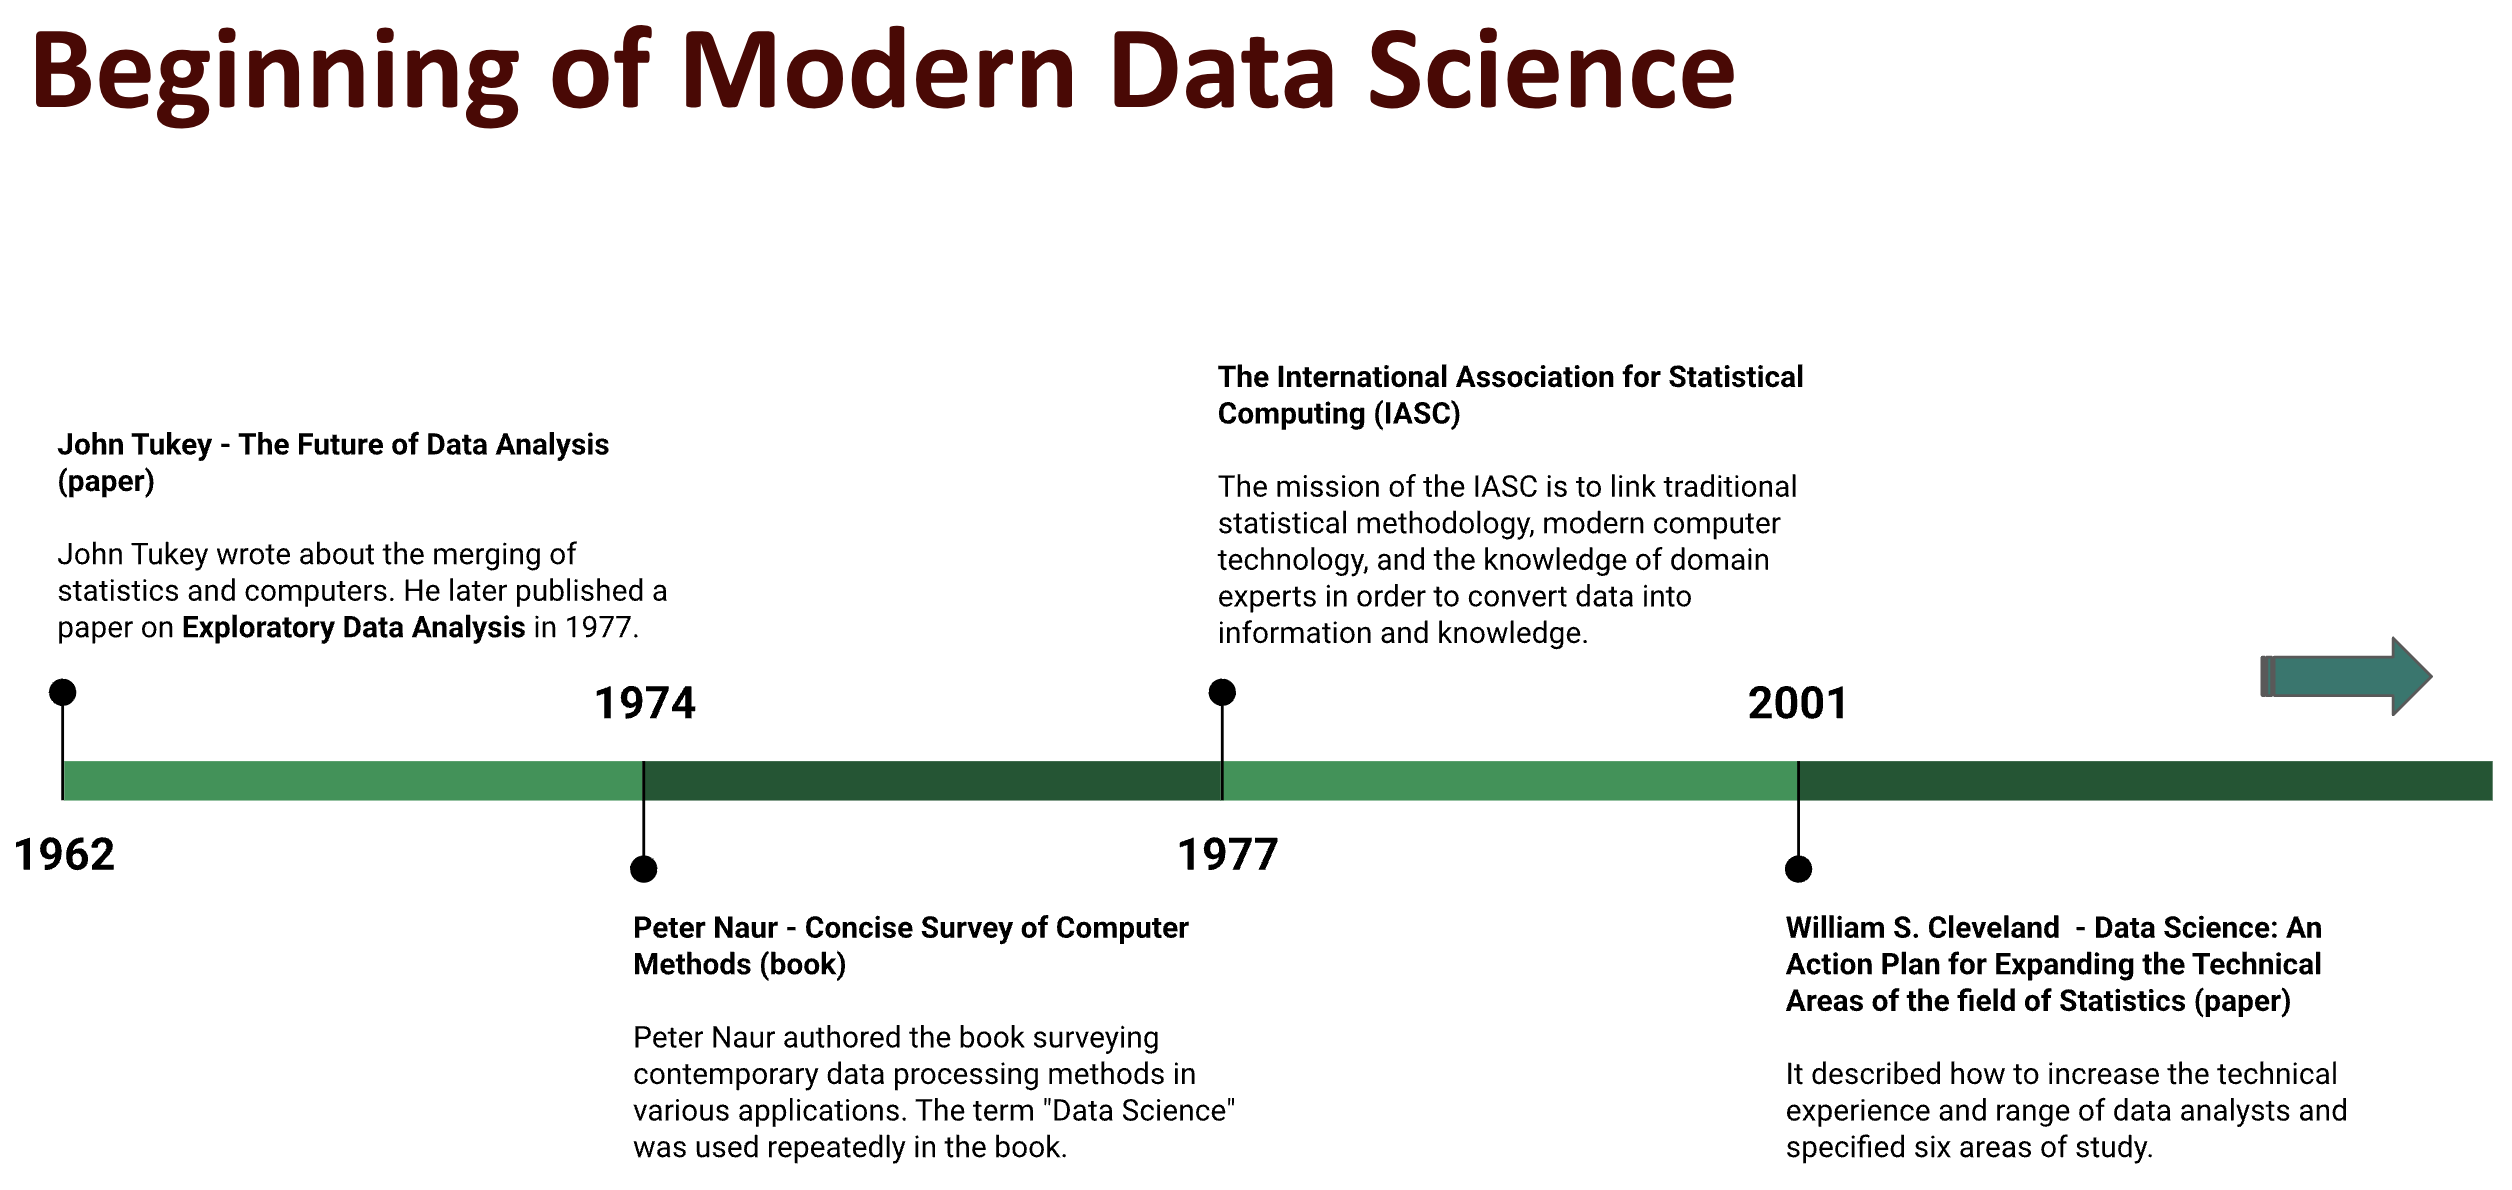 Beginning of Modern Data Science
John Tukey - The Future of Data Analysis
(paper)
John Tukey wrote about the merging of
statistics and computers. He later published a
paper on Exploratory Data Analysis in 1977.
1962
1974
Peter Naur - Concise Survey of Computer
Methods (book)
Peter Naur authored the book surveying
contemporary data processing methods in
various applications. The term "Data Science"
was used repeatedly in the book.
The International Association for Statistical
Computing (IASC)
The mission of the IASC is to link traditional
statistical methodology, modern computer
technology, and the knowledge of domain
experts in order to convert data into
information and knowledge.
1977
2001
William S. Cleveland  - Data Science: An
Action Plan for Expanding the Technical
Areas of the field of Statistics (paper)
It described how to increase the technical
experience and range of data analysts and
specified six areas of study.